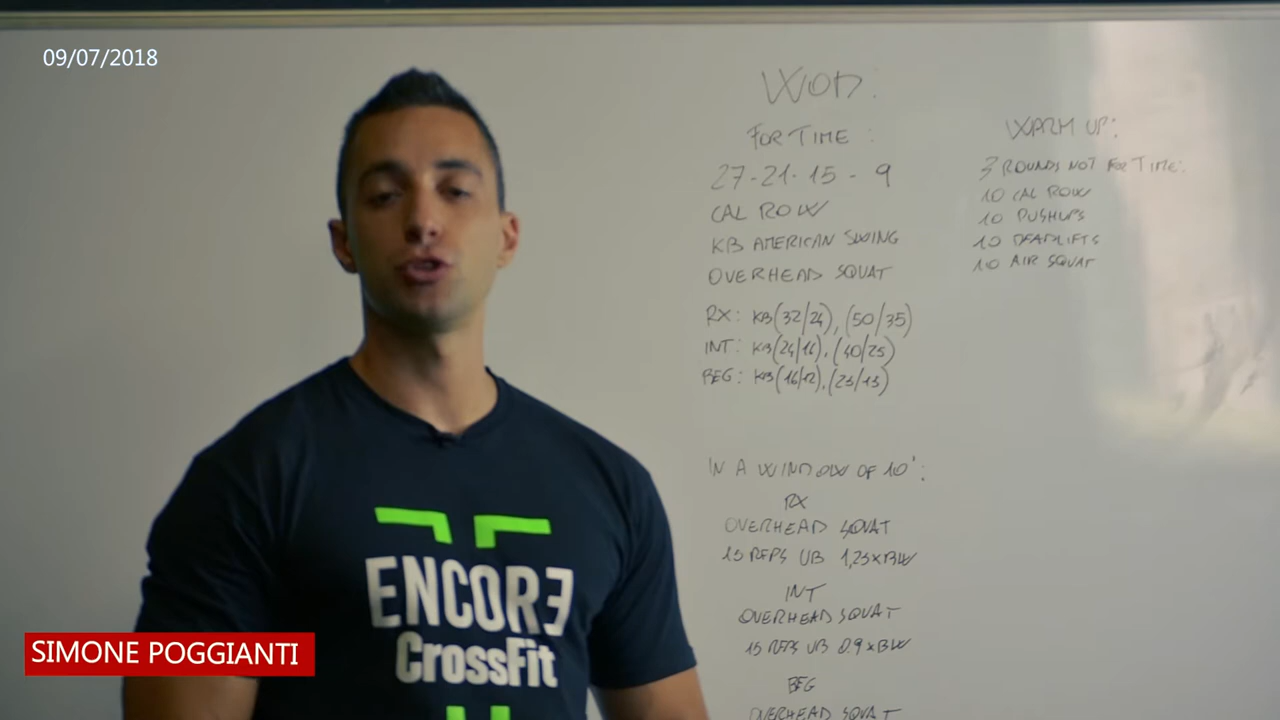 09/07/2018
WOD:
FOR TIME:
27-21-15-9
CAL ROW
KB AMERICAN SWING
OVERHEAD SQUAT
RX: KB(32/24), (50/35)
INT: KB(24/16), (40/25)
BEG: KB(16/12), (25/15)
IN A WINDOW OF 10':
RX
OVERHEAD SQUAT
15 REPS UB 1,25xBW
INT
OVERHEAD SQUAT
15 REPS UB 0.9xBW
BEG
OVERHEAD SQUAT
WARM UP:
3 ROUNDS NOT FOR TIME:
10 CAL ROW
10 PUSHUPS
10 DEADLIFTS
10 AIR SQUAT
ENCORE
CrossFit
SIMONE POGGIANTI